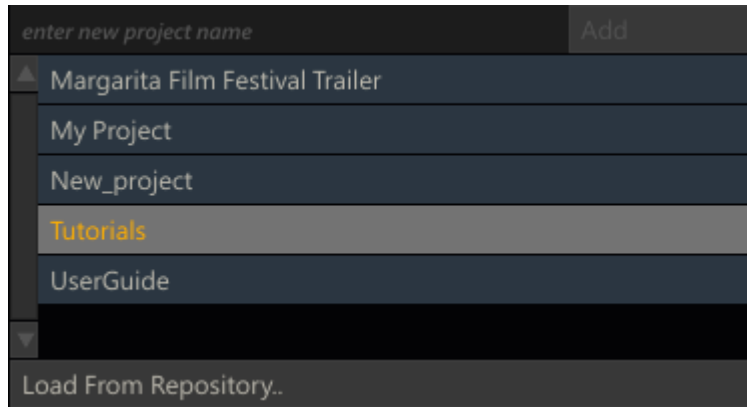 enter new project name
Add
Margarita Film Festival Trailer
My Project
New_project
Tutorials
UserGuide
Load From Repository..